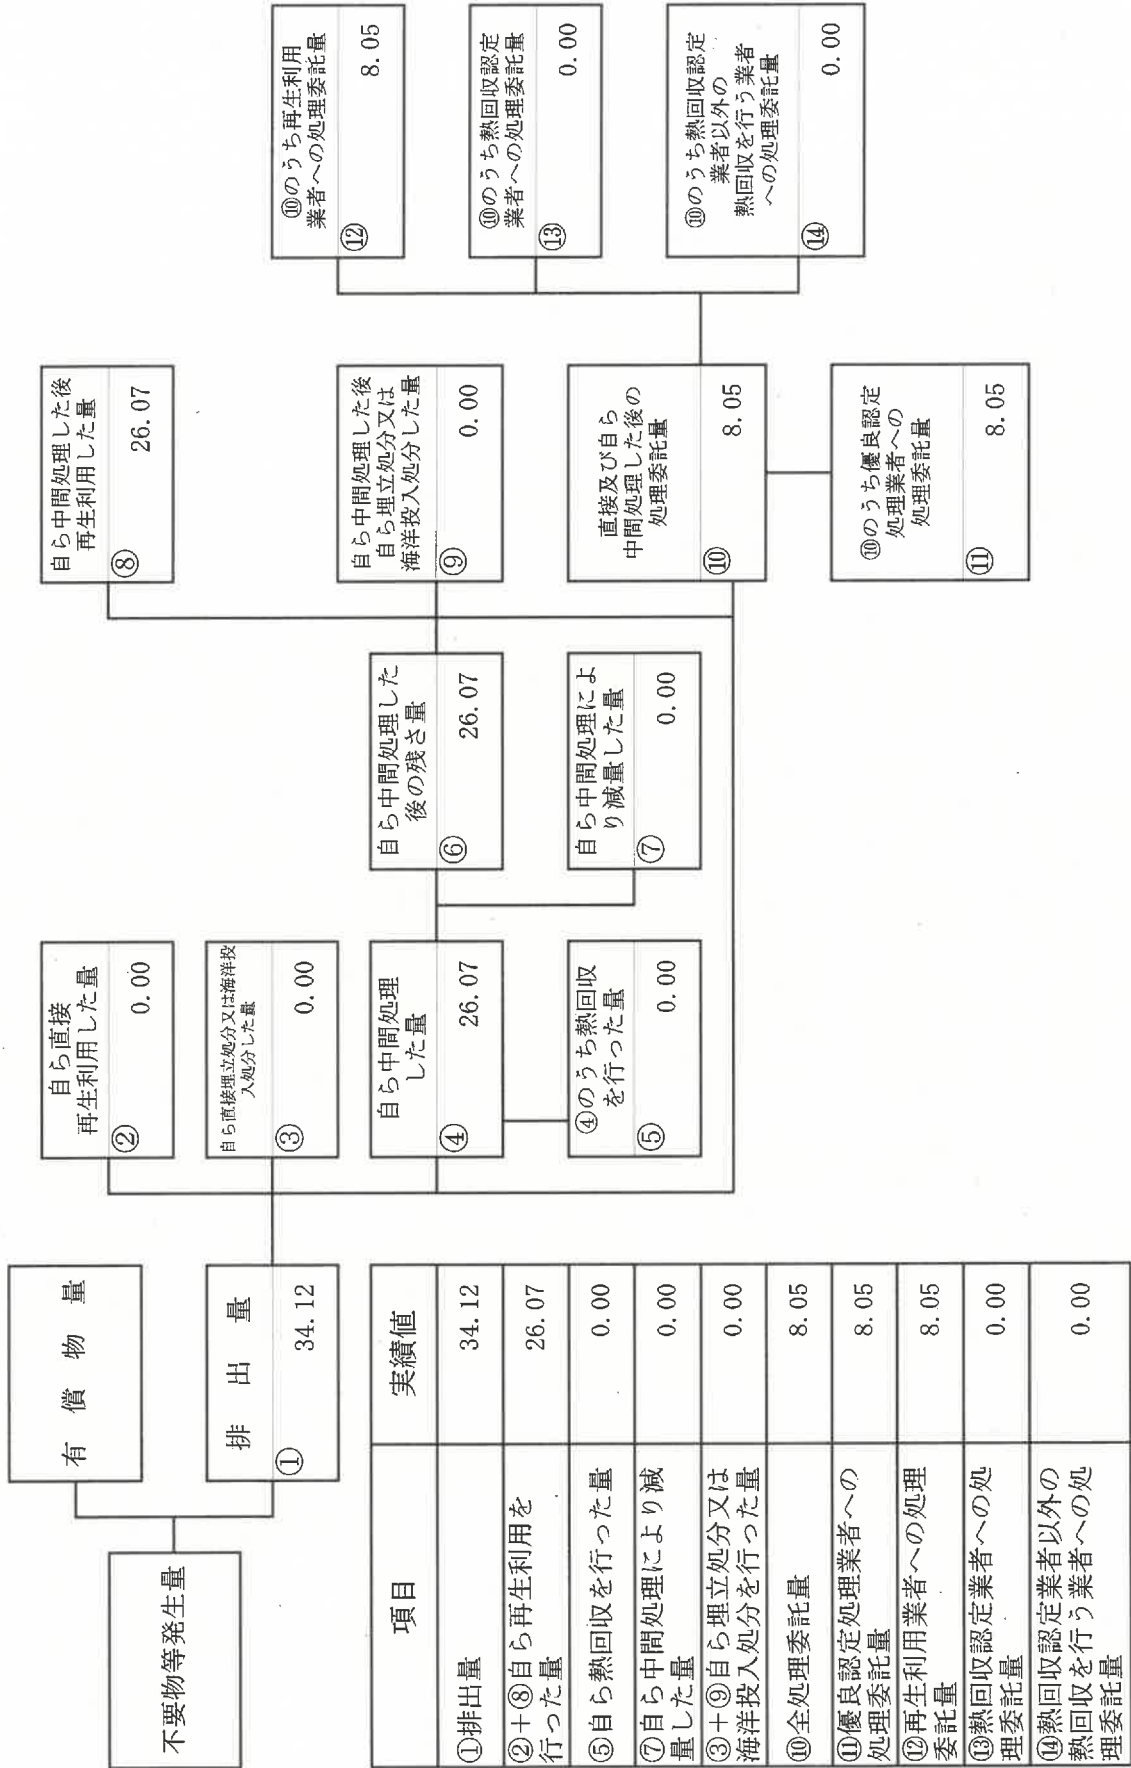 不要物等発生量
有償物量
排出量
①
34.12
自ら直接
再生利用した量
②
0.00
自ら直接埋立処分又は海洋投
入処分した量
③
0.00
自ら中間処理
した量
④
26.07
④のうち熱回収
を行った量
⑤
0.00
自ら中間処理した
後の残さ量
⑥
26.07
自ら中間処理によ
り減量した量
⑦
0.00
自ら中間処理した後
再生利用した量
⑧
26.07
自ら中間処理した後
自ら埋立処分又は
海洋投入処分した量
⑨
0.00
直接及び自ら
中間処理した後の
処理委託量
⑩
8.05
⑩のうち優良認定
処理業者への
処理委託量
⑪
8.05
⑩のうち再生利用
業者への処理委託量
⑫
8.05
⑩のうち熱回収認定
業者への処理委託量
⑬
0.00
⑩のうち熱回収認定
業者以外の
熱回収を行う業者
への処理委託量
⑭
0.00
項目 実績値
①排出量 34.12
②+⑧自ら再生利用を
行った量 26.07
⑤自ら熱回収を行った量 0.00
⑦自ら中間処理により減
量した量 0.00
③+⑨自ら埋立処分又は
海洋投入処分を行った量 0.00
⑩全処理委託量 8.05
⑪優良認定処理業者への
処理委託量 8.05
⑫再生利用業者への処理
委託量 8.05
⑬熱回収認定業者への処
理委託量 0.00
⑭熱回収認定業者以外の
熱回収を行う業者への処
理委託量 0.00